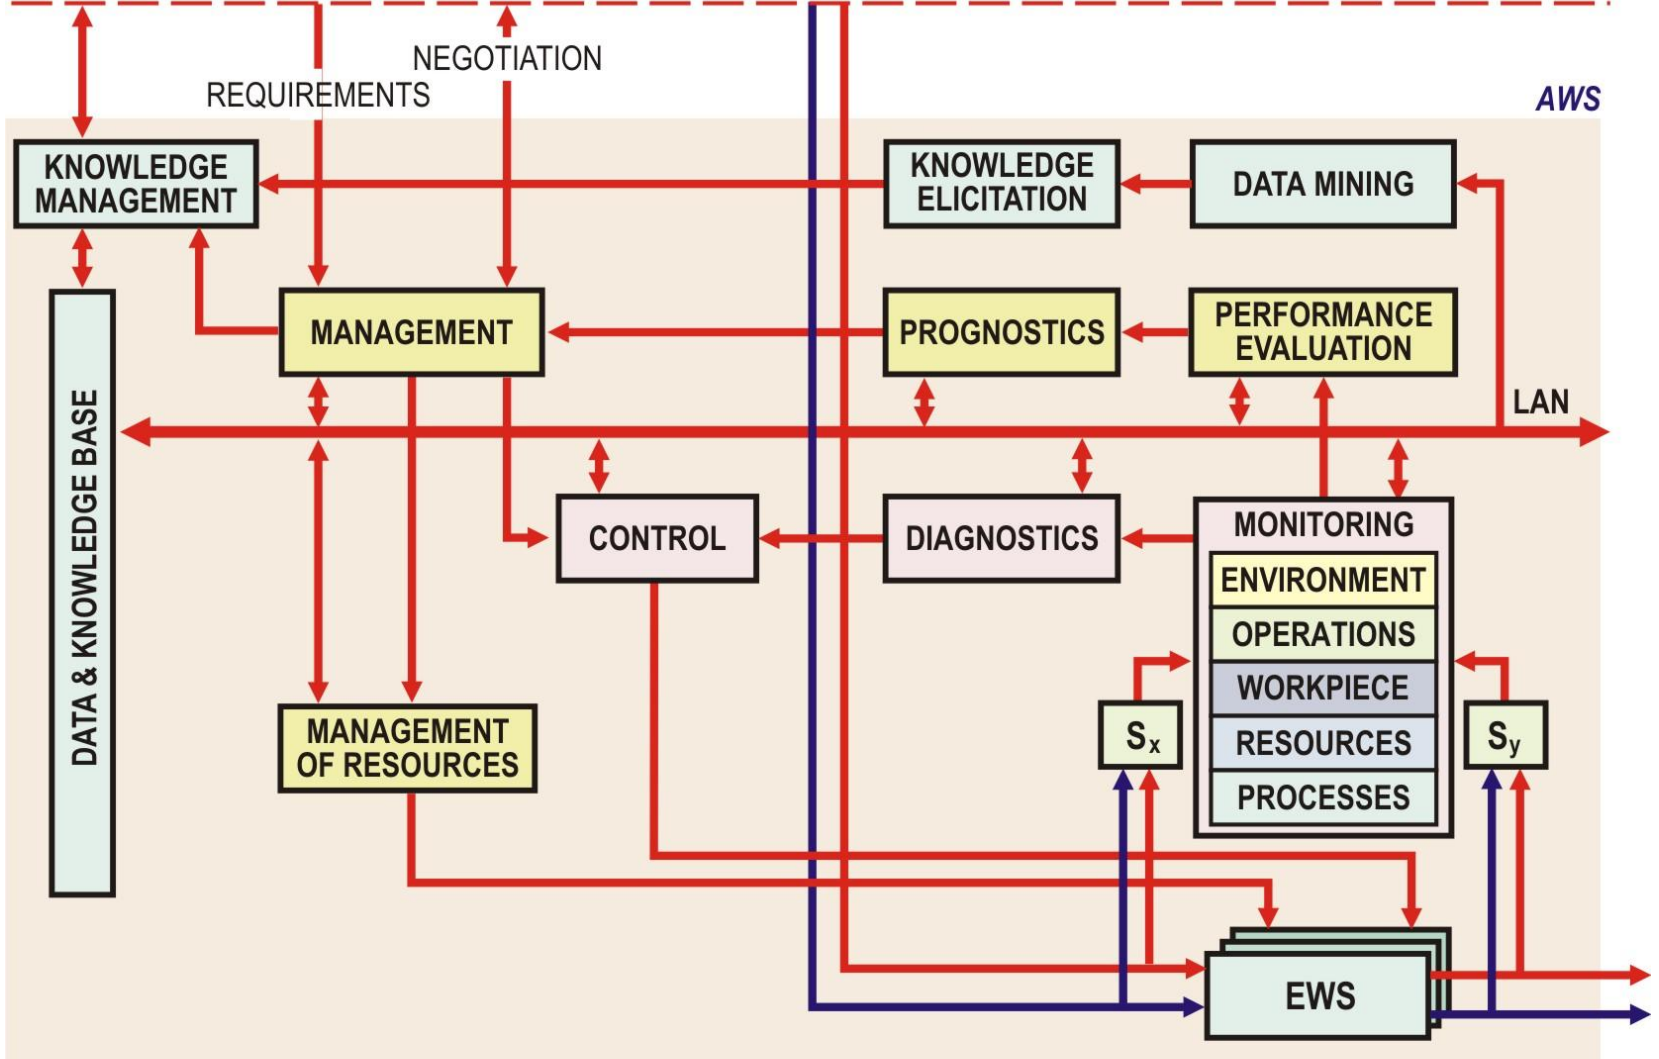 NEGOTIATION
REQUIREMENTS
AWS
KNOWLEDGE
MANAGEMENT
KNOWLEDGE
ELICITATION
DATA MINING
MANAGEMENT
PROGNOSTICS
PERFORMANCE
EVALUATION
LAN
DATA & KNOWLEDGE BASE
CONTROL
DIAGNOSTICS
MONITORING
ENVIRONMENT
OPERATIONS
WORKPIECE
RESOURCES
PROCESSES
MANAGEMENT
OF RESOURCES
Sx
Sy
EWS